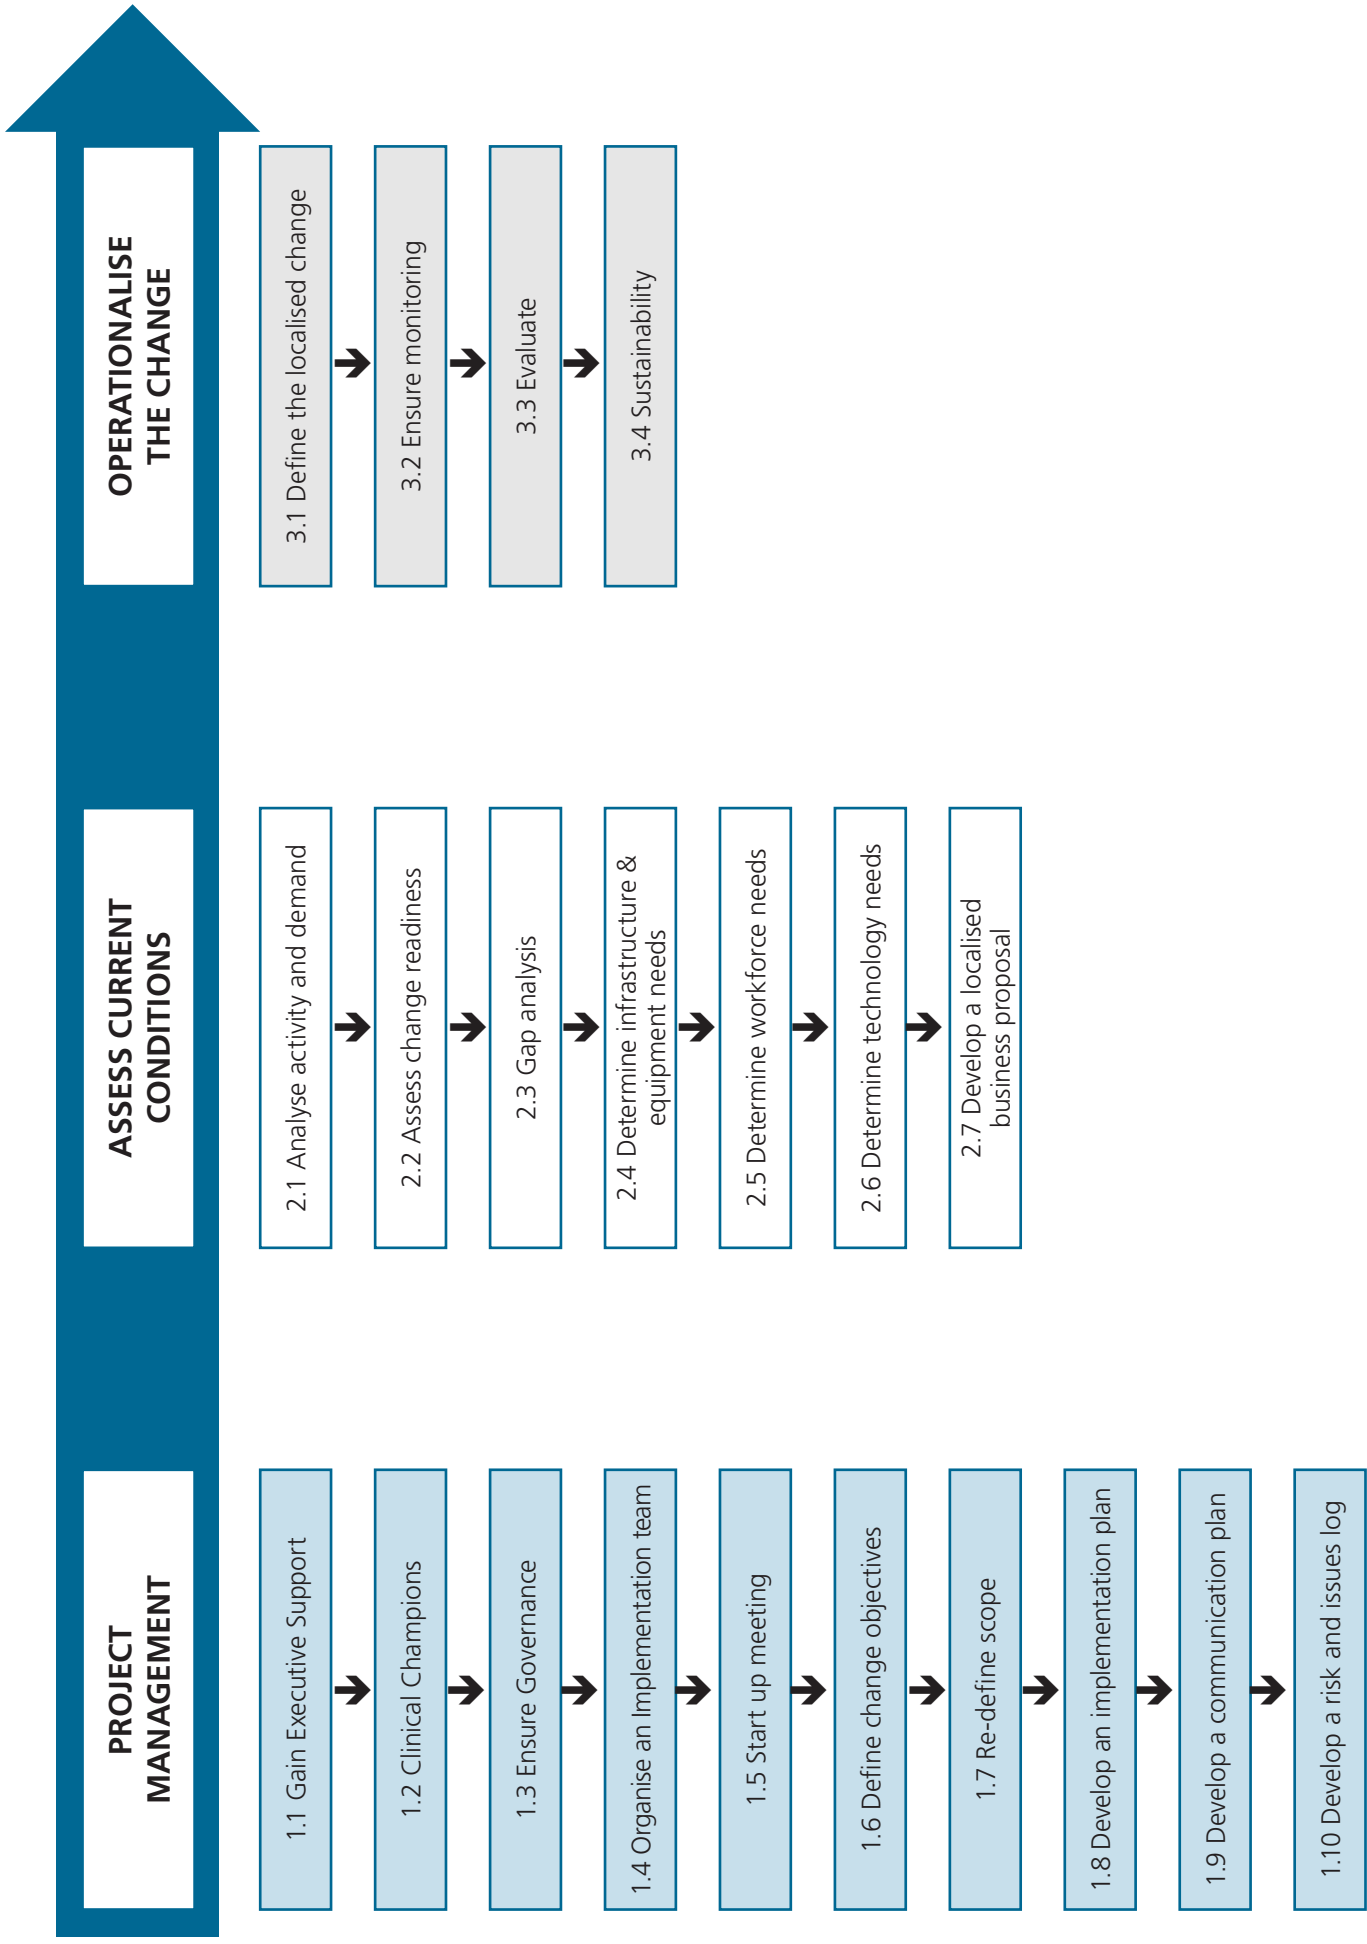 PROJECT
MANAGEMENT
1.1 Gain Executive Support
1.2 Clinical Champions
1.3 Ensure Governance
1.4 Organise an Implementation team
1.5 Start up meeting
1.6 Define change objectives
1.7 Re-define scope
1.8 Develop an implementation plan
1.9 Develop a communication plan
1.10 Develop a risk and issues log
ASSESS CURRENT
CONDITIONS
2.1 Analyse activity and demand
2.2 Assess change readiness
2.3 Gap analysis
2.4 Determine infrastructure &
equipment needs
2.5 Determine workforce needs
2.6 Determine technology needs
2.7 Develop a localised
business proposal
OPERATIONALISE
THE CHANGE
3.1 Define the localised change
3.2 Ensure monitoring
3.3 Evaluate
3.4 Sustainability